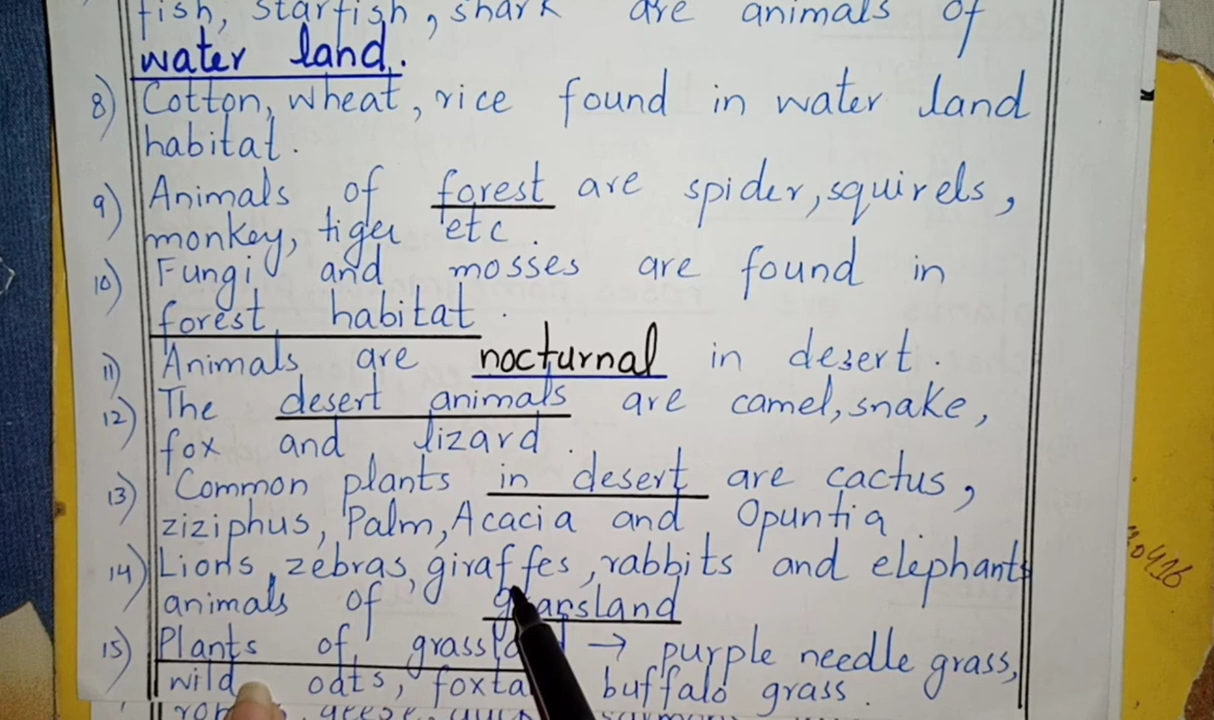 fish, starfish, shark are animals of
water land.
8) Cotton, wheat, rice found in water land
habitat.
9) Animals of forest are spider, squirels,
monkey, tiger etc.
10) Fungi and mosses are found in
forest habitat.
11) Animals are nocturnal in desert.
12) The desert animals are camel, snake,
fox and lizard.
13) Common plants in desert are cactus,
ziziphus, Palm, Acacia and Opuntia
14) Lions, zebras, giraffes, rabbits and elephants
animals of
15) Plants of → purple needle grass,
wild oats, buffalo grass.